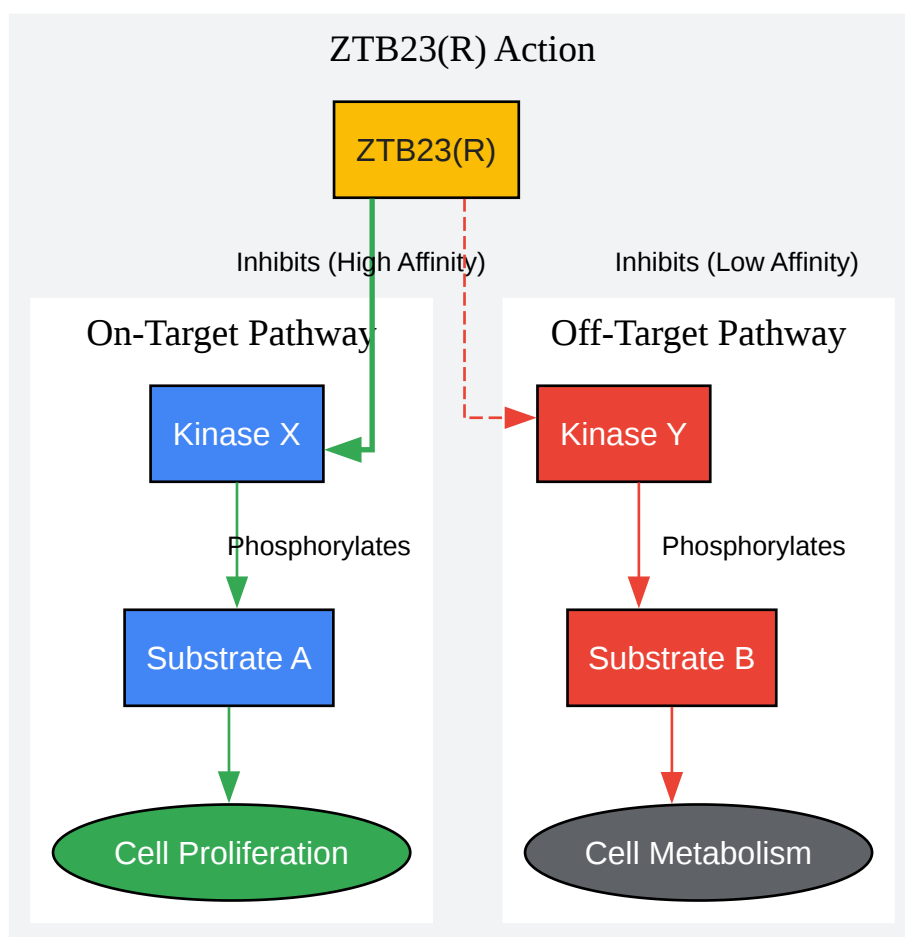 ZTB23(R) Action
ZTB23(R)
Inhibits (High Affinity)
Inhibits (Low Affinity)
On-Target Pathway
Off-Target Pathway
Kinase X
Kinase Y
Phosphorylates
Phosphorylates
Substrate A
Substrate B
Cell Proliferation
Cell Metabolism